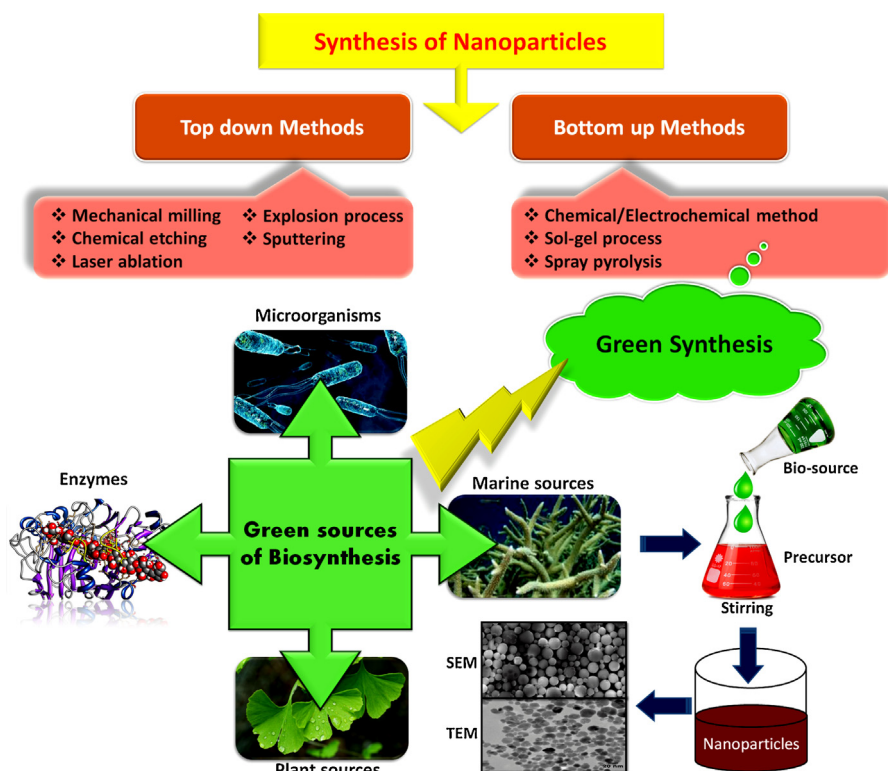 Synthesis of Nanoparticles
Top down Methods
Bottom up Methods
❖ Mechanical milling
❖ Chemical etching
❖ Laser ablation
❖ Explosion process
❖ Sputtering
❖ Chemical/Electrochemical method
❖ Sol-gel process
❖ Spray pyrolysis
Green Synthesis
Microorganisms
Enzymes
Green sources
of Biosynthesis
Marine sources
Bio-source
Precursor
Stirring
SEM
TEM
Nanoparticles
Plant sources